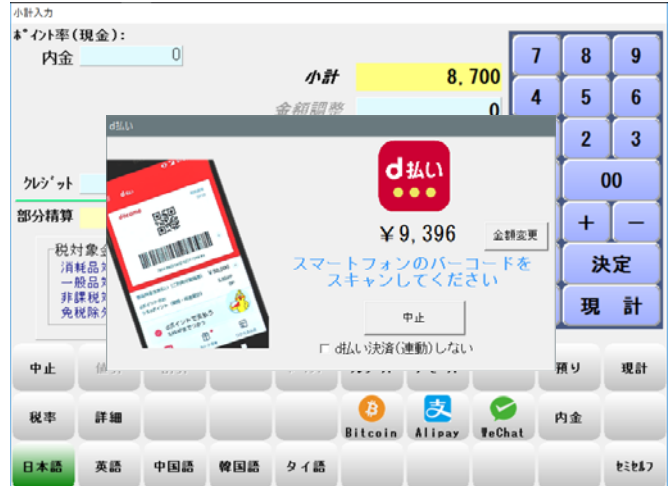 小計入力
ﾎﾟｲﾝﾄ率(現金):
内金 0
小計 8,700
金額調整 0
7 8 9
4 5 6
2 3
00
+ -
決定
現 計
d払い
d払い
¥9,396
金額変更
スマートフォンのバーコードを
スキャンしてください
中止
d払い決済(連動)しない
ｸﾚｼﾞｯﾄ
部分精算
税対象金
消耗品対
一般品対
非課税対
免税除外
中止
預り
現計
税率
詳細
Bitcoin
Alipay
WeChat
内金
日本語
英語
中国語
韓国語
タイ語
ｾﾐｾﾙﾌ